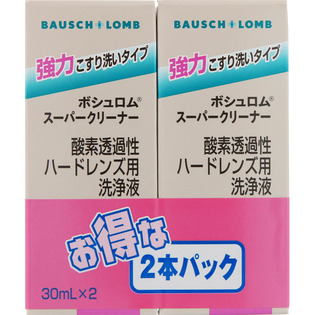 BAUSCH + LOMB
強力こすり洗いタイプ
ボシュロム®
スーパークリーナー
酸素透過性
ハードレンズ用
洗浄液
BAUSCH + LOMB
強力こすり洗いタイプ
ボシュロム®
スーパークリーナー
酸素透過性
ハードレンズ用
洗浄液
お得な
2本パック
30mL×2